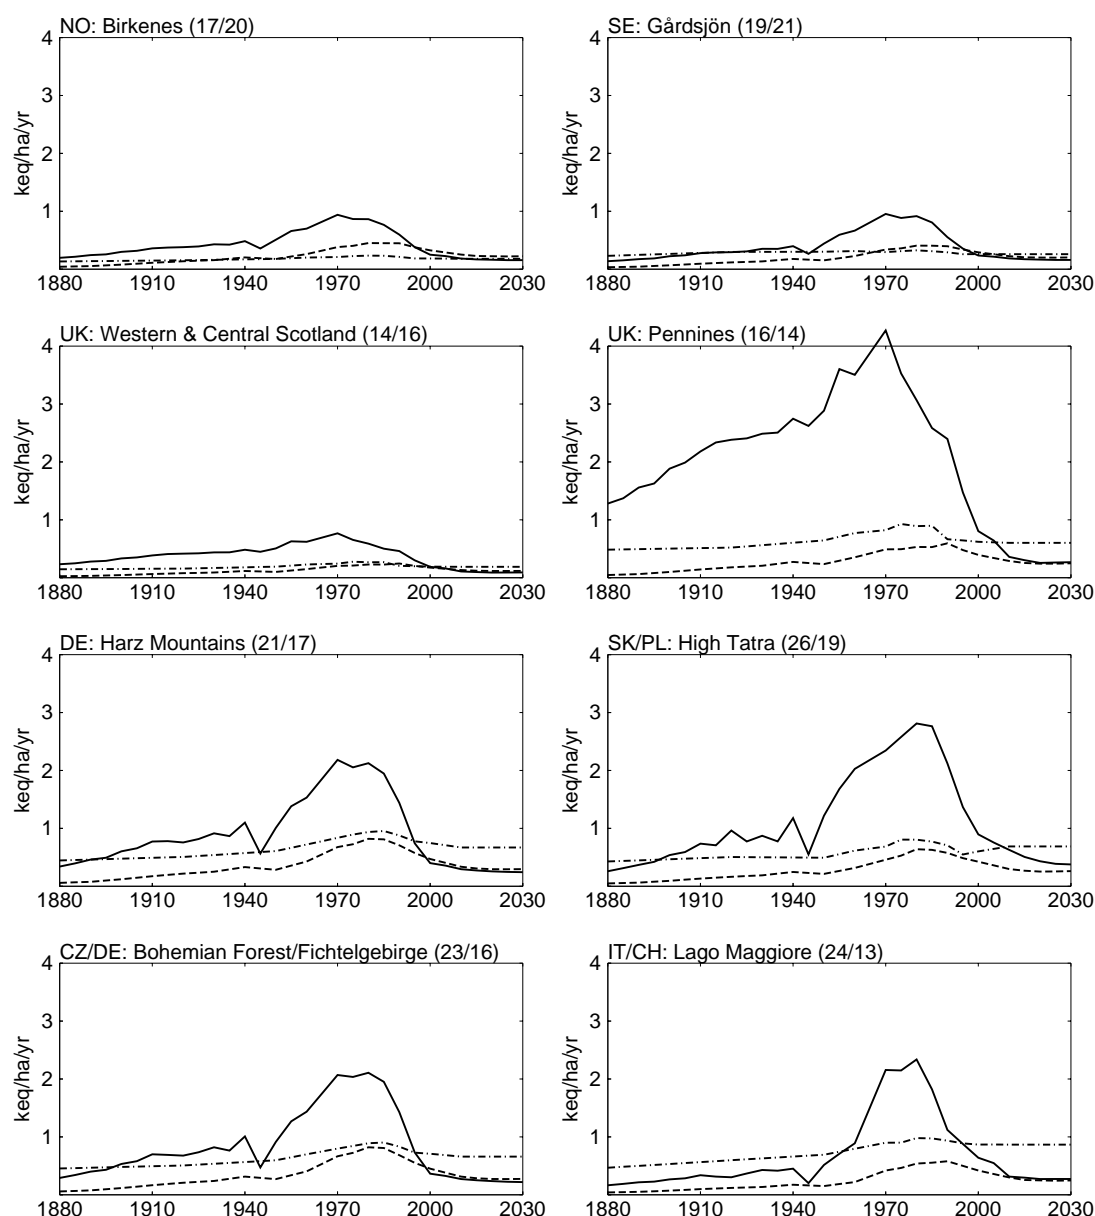 NO: Birkenes (17/20)
4
3
2
1
keq/ha/yr
1880 1910 1940 1970 2000 2030
SE: Gårdsjön (19/21)
4
3
2
1
keq/ha/yr
1880 1910 1940 1970 2000 2030
UK: Western & Central Scotland (14/16)
4
3
2
1
keq/ha/yr
1880 1910 1940 1970 2000 2030
UK: Pennines (16/14)
4
3
2
1
keq/ha/yr
1880 1910 1940 1970 2000 2030
DE: Harz Mountains (21/17)
4
3
2
1
keq/ha/yr
1880 1910 1940 1970 2000 2030
SK/PL: High Tatra (26/19)
4
3
2
1
keq/ha/yr
1880 1910 1940 1970 2000 2030
CZ/DE: Bohemian Forest/Fichtelgebirge (23/16)
4
3
2
1
keq/ha/yr
1880 1910 1940 1970 2000 2030
IT/CH: Lago Maggiore (24/13)
4
3
2
1
keq/ha/yr
1880 1910 1940 1970 2000 2030